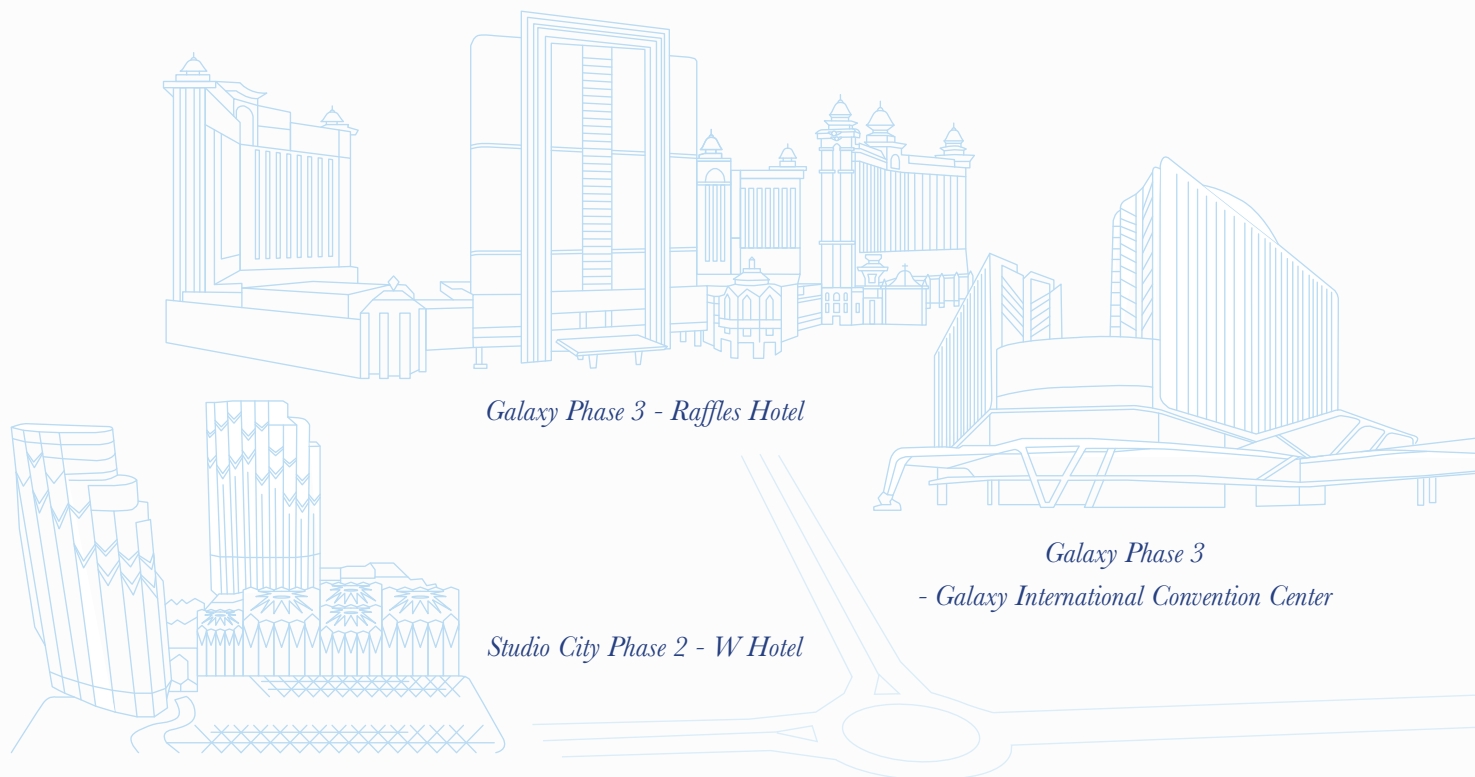 Galaxy Phase 3 - Raffles Hotel
Galaxy Phase 3
- Galaxy International Convention Center
Studio City Phase 2 - W Hotel